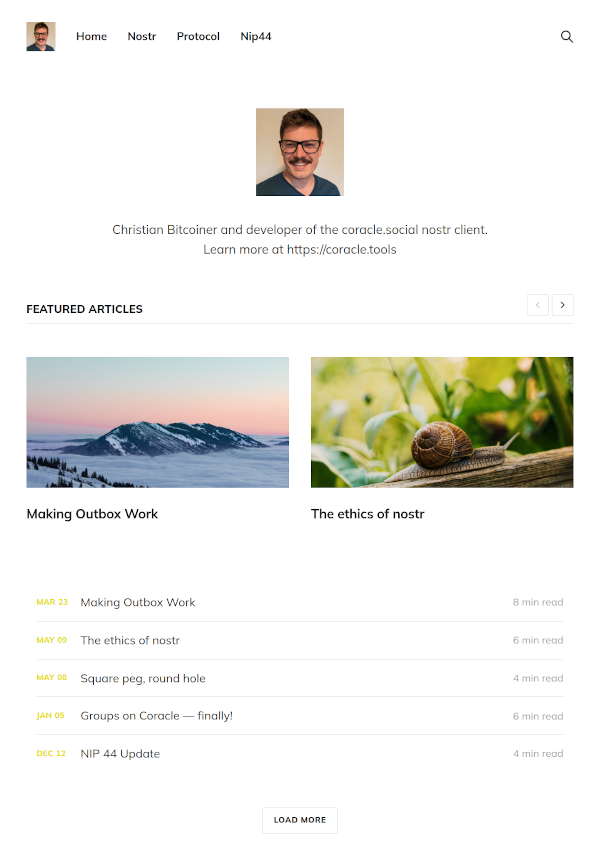 Home Nostr Protocol Nip44
Christian Bitcoiner and developer of the coracle.social nostr client.
Learn more at https://coracle.tools
FEATURED ARTICLES
Making Outbox Work The ethics of nostr
MAR 23 Making Outbox Work 8 min read
MAY 09 The ethics of nostr 6 min read
MAY 08 Square peg, round hole 4 min read
JAN 05 Groups on Coracle — finally! 6 min read
DEC 12 NIP 44 Update 4 min read
LOAD MORE